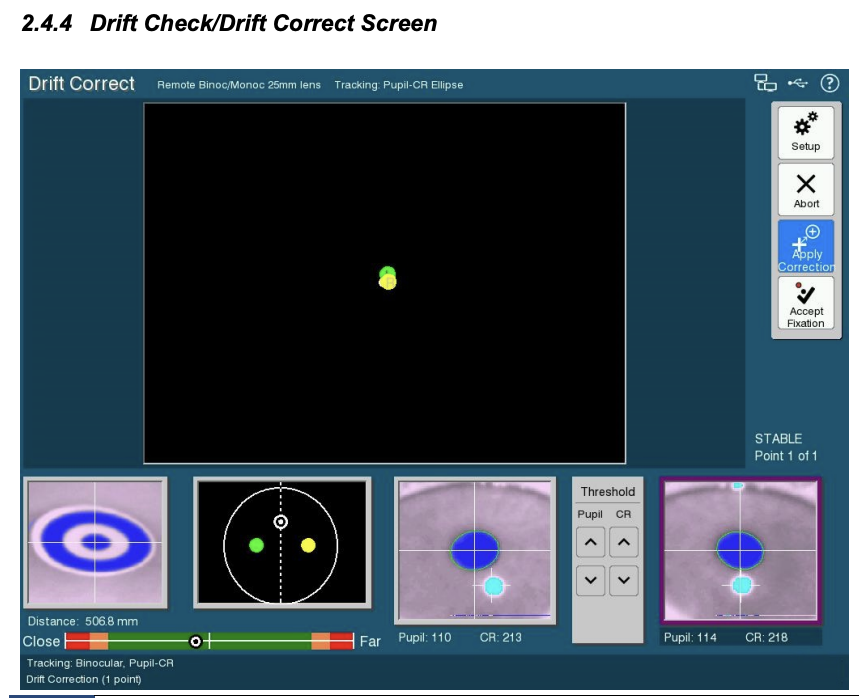 2.4.4 Drift Check/Drift Correct Screen
Drift Correct Remote Binoc/Monoc 25mm lens Tracking: Pupil-CR Ellipse
Setup
Abort
Apply
Correction
Accept
Fixation
STABLE
Point 1 of 1
Threshold
Pupil CR
Distance: 506.8 mm
Close Far
Pupil: 110 CR: 213
Pupil: 114 CR: 218
Tracking: Binocular, Pupil-CR
Drift Correction (1 point)